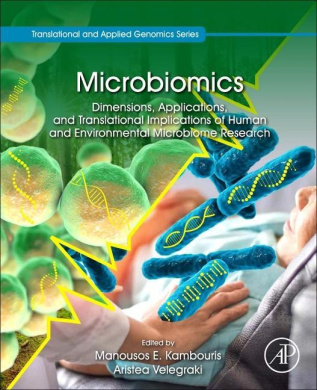 Translational and Applied Genomics Series
Microbiomics
Dimensions, Applications,
and Translational Implications of Human
and Environmental Microbiome Research
Edited by
Manousos E. Kambouris
Aristea Velegraki
AP